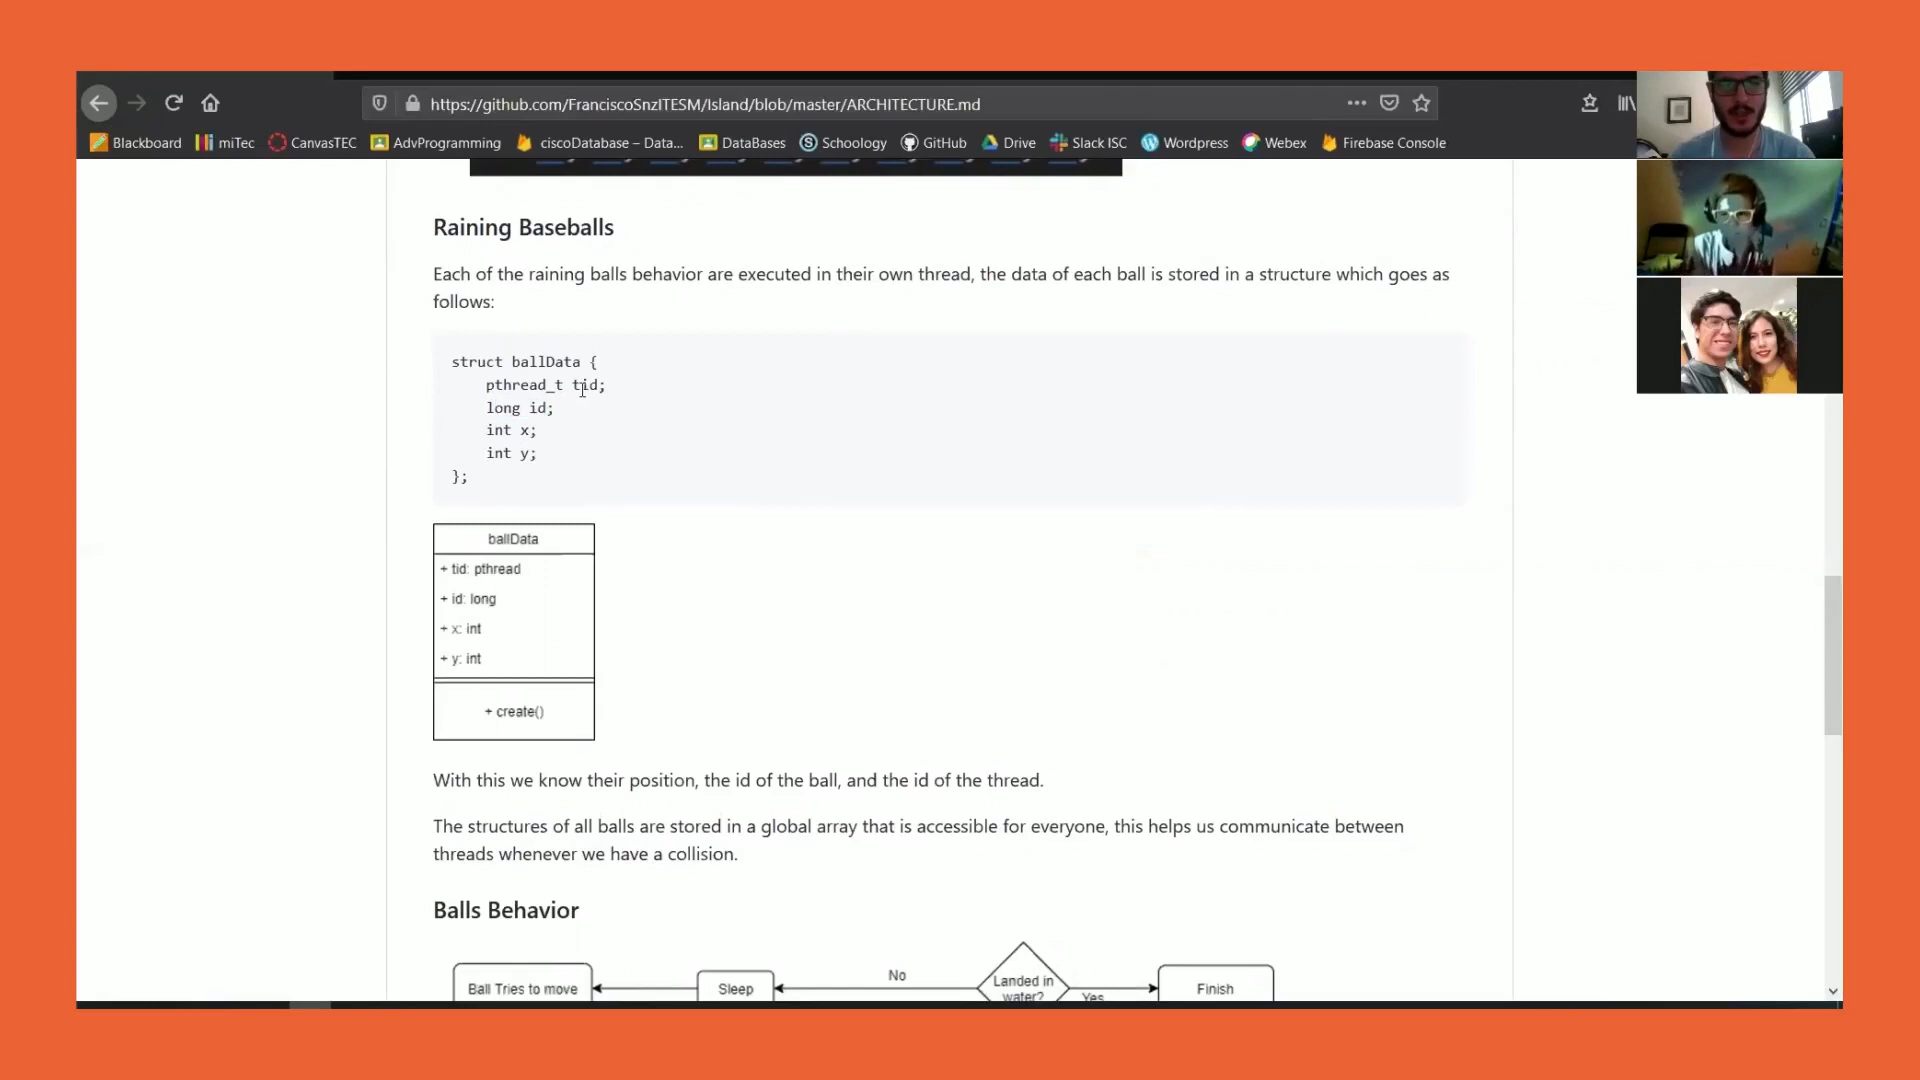 https://github.com/FranciscoSnzITESM/Island/blob/master/ARCHITECTURE.md
Blackboard miTec CanvasTEC AdvProgramming ciscoDatabase – Data... DataBases Schoology GitHub Drive Slack ISC Wordpress Webex Firebase Console
Raining Baseballs
Each of the raining balls behavior are executed in their own thread, the data of each ball is stored in a structure which goes as
follows:
struct ballData {
    pthread_t tid;
    long id;
    int x;
    int y;
};
ballData
+ tid: pthread
+ id: long
+ x: int
+ y: int
+ create()
With this we know their position, the id of the ball, and the id of the thread.
The structures of all balls are stored in a global array that is accessible for everyone, this helps us communicate between
threads whenever we have a collision.
Balls Behavior
Ball Tries to move
Sleep
No
Landed in
water?
Yes
Finish